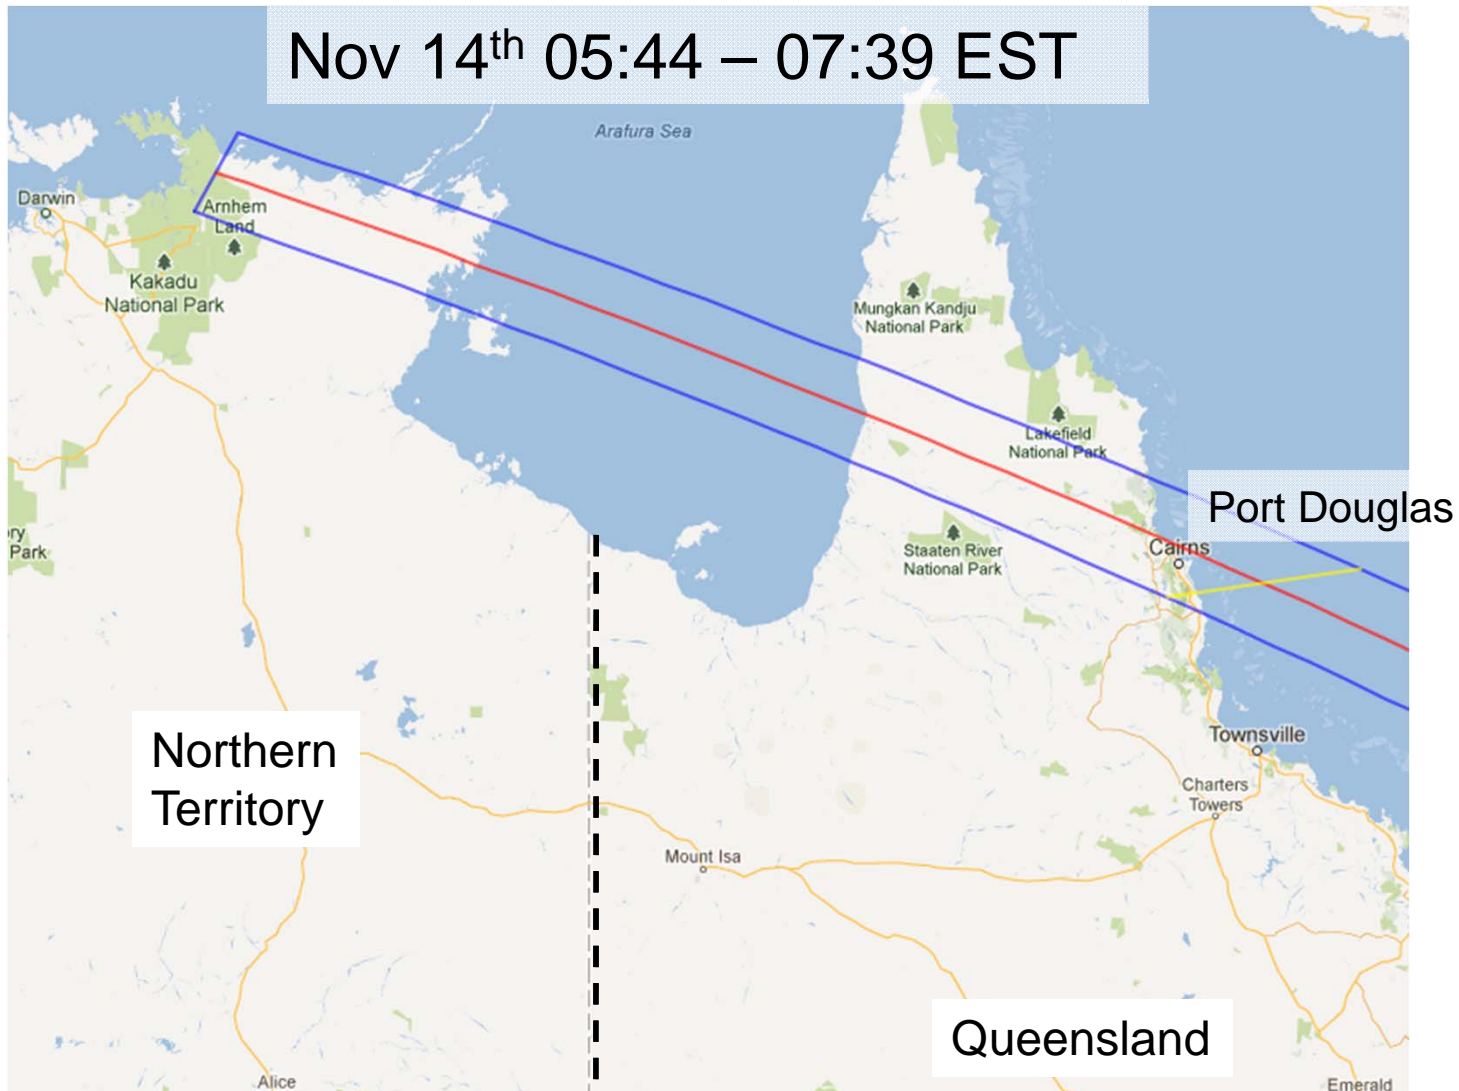 Nov 14th 05:44 – 07:39 EST
Arafura Sea
Darwin
Arnhem
Land
Kakadu
National Park
Mungkan Kandju
National Park
Lakefield
National Park
Port Douglas
ry
Park
Staaten River
National Park
Cairns
Northern
Territory
Townsville
Charters
Towers
Mount Isa
Queensland
Alice
Emerald